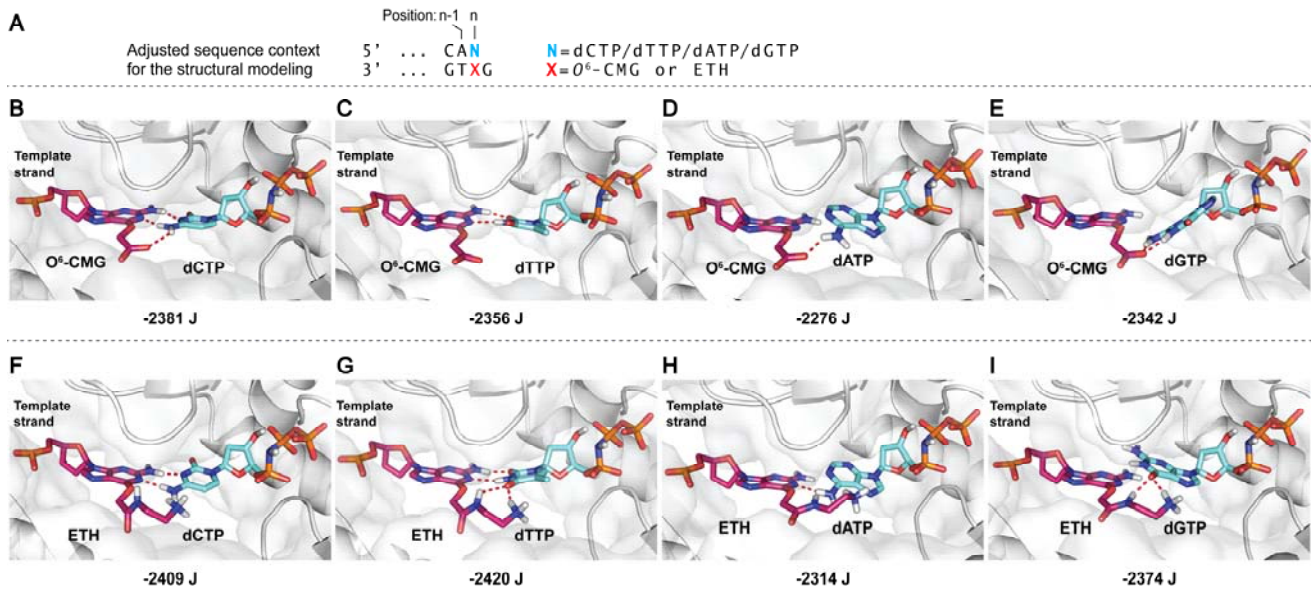 A
Position: n-1 n
Adjusted sequence context 5' ... CAN N=dCTP/dTTP/dATP/dGTP
for the structural modeling 3' ... GTXG X=O⁶-CMG or ETH
B
C
D
E
Template strand
O⁶-CMG
dCTP
Template strand
O⁶-CMG
dTTP
Template strand
O⁶-CMG
dATP
Template strand
O⁶-CMG
dGTP
-2381 J
-2356 J
-2276 J
-2342 J
F
G
H
I
Template strand
ETH
dCTP
Template strand
ETH
dTTP
Template strand
ETH
dATP
Template strand
ETH
dGTP
-2409 J
-2420 J
-2314 J
-2374 J